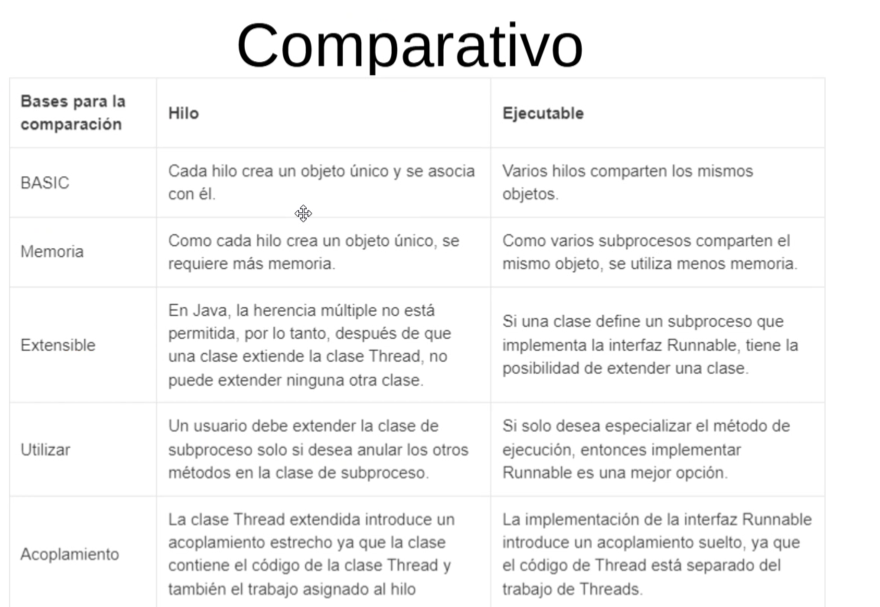 Comparativo
Bases para la
comparación
Hilo
Ejecutable
BASIC
Cada hilo crea un objeto único y se asocia
con él.
Varios hilos comparten los mismos
objetos.
Memoria
Como cada hilo crea un objeto único, se
requiere más memoria.
Como varios subprocesos comparten el
mismo objeto, se utiliza menos memoria.
Extensible
En Java, la herencia múltiple no está
permitida, por lo tanto, después de que
una clase extiende la clase Thread, no
puede extender ninguna otra clase.
Si una clase define un subproceso que
implementa la interfaz Runnable, tiene la
posibilidad de extender una clase.
Utilizar
Un usuario debe extender la clase de
subproceso solo si desea anular los otros
métodos en la clase de subproceso.
Si solo desea especializar el método de
ejecución, entonces implementar
Runnable es una mejor opción.
Acoplamiento
La clase Thread extendida introduce un
acoplamiento estrecho ya que la clase
contiene el código de la clase Thread y
también el trabajo asignado al hilo
La implementación de la interfaz Runnable
introduce un acoplamiento suelto, ya que
el código de Thread está separado del
trabajo de Threads.